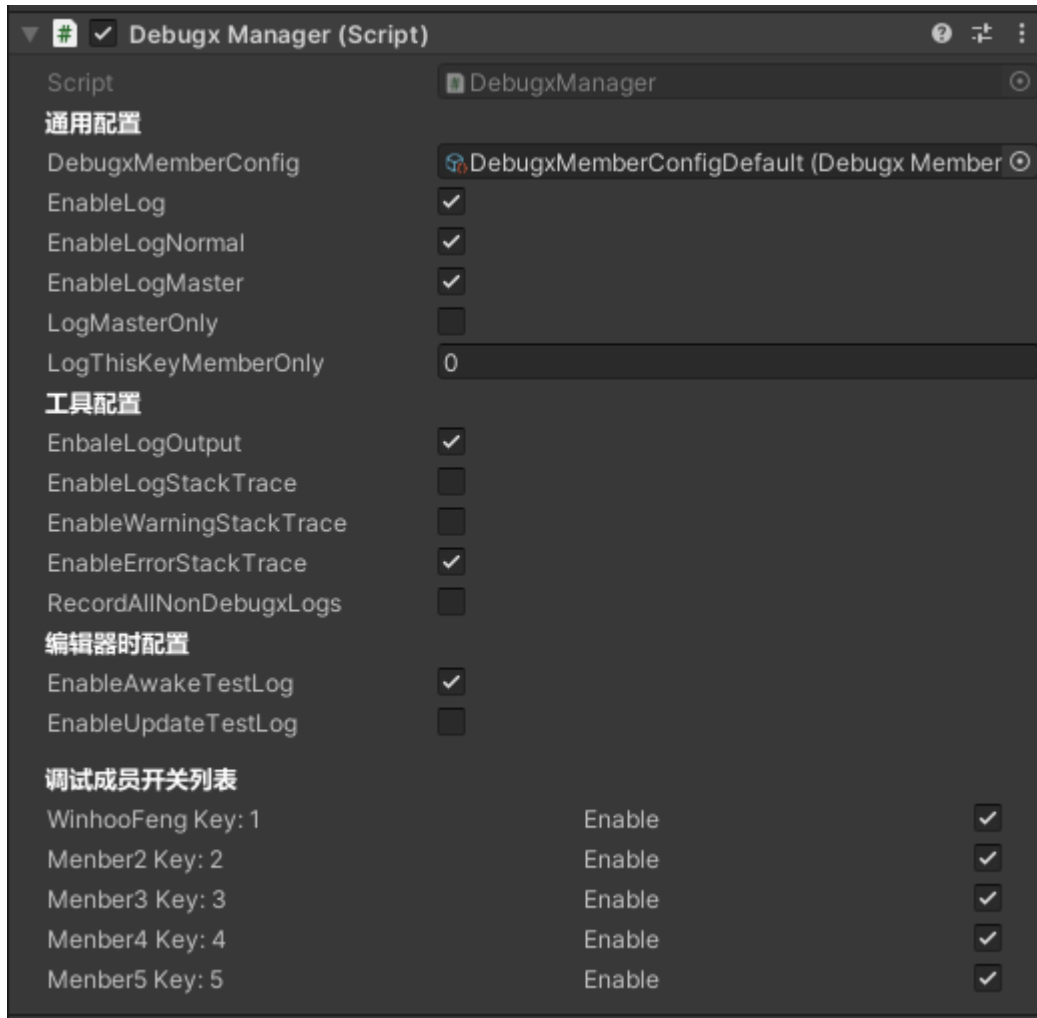 Debugx Manager (Script)
Script DebugxManager
通用配置
DebugxMemberConfig DebugxMemberConfigDefault (Debugx Member
EnableLog
EnableLogNormal
EnableLogMaster
LogMasterOnly
LogThisKeyMemberOnly 0
工具配置
EnbaleLogOutput
EnableLogStackTrace
EnableWarningStackTrace
EnableErrorStackTrace
RecordAllNonDebugxLogs
编辑器时配置
EnableAwakeTestLog
EnableUpdateTestLog
调试成员开关列表
WinhooFeng Key: 1 Enable
Menber2 Key: 2 Enable
Menber3 Key: 3 Enable
Menber4 Key: 4 Enable
Menber5 Key: 5 Enable